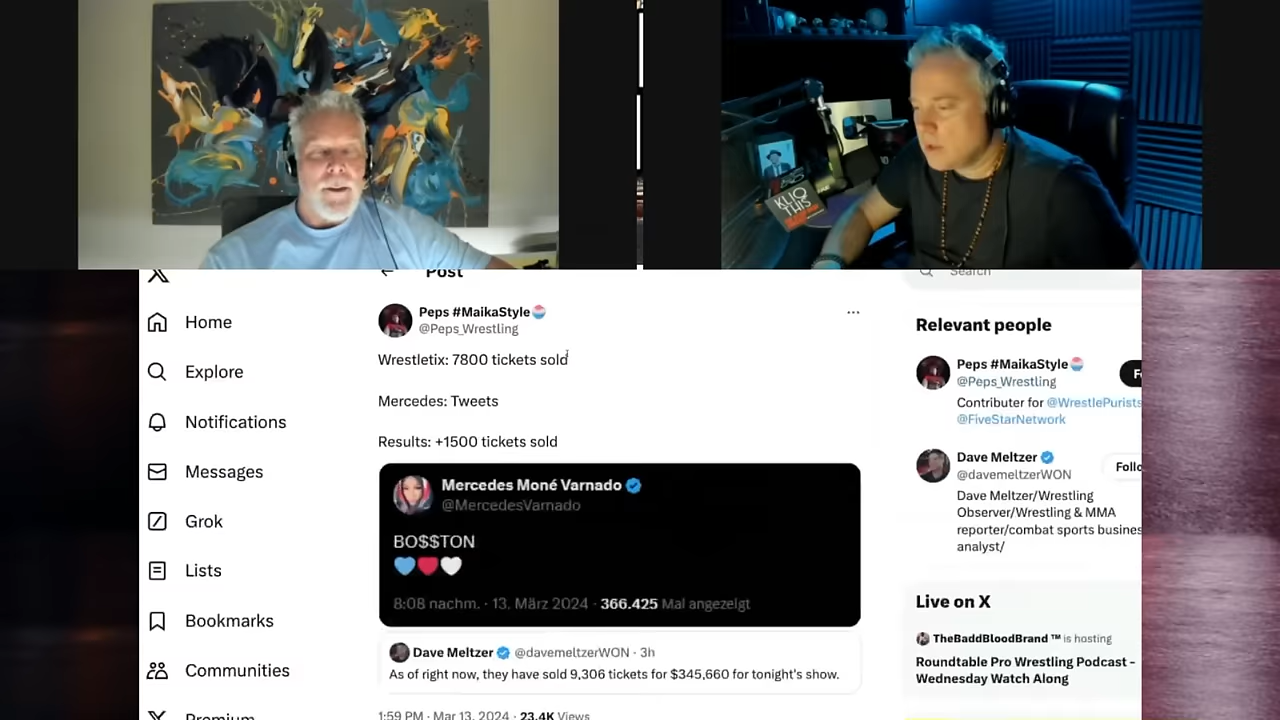 KLIQ
THIS
Post
Search
Home
Explore
Notifications
Messages
Grok
Lists
Bookmarks
Communities
Premium
Peps #MaikaStyle
@Peps_Wrestling
Wrestletix: 7800 tickets sold
Mercedes: Tweets
Results: +1500 tickets sold
Mercedes Moné Varnado
@MercedesVarnado
BO$$TON
8:08 nachm. · 13. März 2024 · 366.425 Mal angezeigt
Dave Meltzer @davemeltzerWON · 3h
As of right now, they have sold 9,306 tickets for $345,660 for tonight's show.
1:59 PM · Mar 13, 2024 · 23.4K Views
Relevant people
Peps #MaikaStyle
@Peps_Wrestling
Contributer for @WrestlePurists
@FiveStarNetwork
Dave Meltzer
@davemeltzerWON
Follo
Dave Meltzer/Wrestling
Observer/Wrestling & MMA
reporter/combat sports busines
analyst/
Live on X
TheBaddBloodBrand ™ is hosting
Roundtable Pro Wrestling Podcast -
Wednesday Watch Along